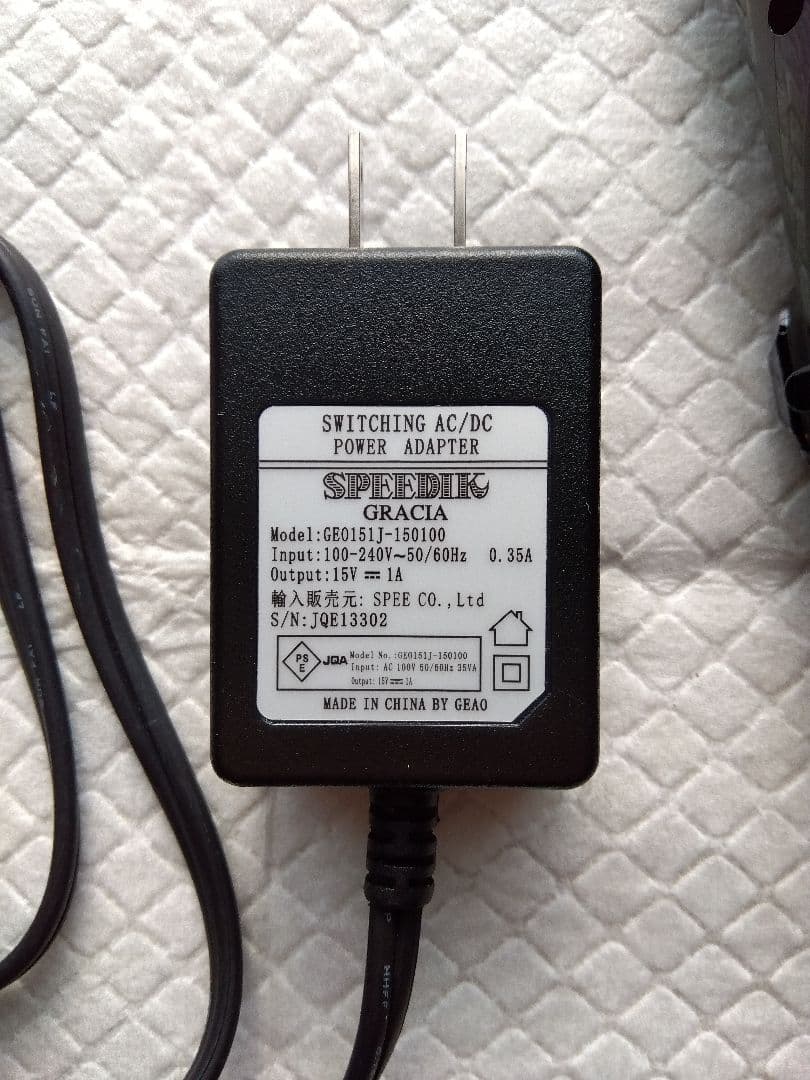 SWITCHING AC/DC
POWER ADAPTER
SPEEDIK
GRACIA
Model:GEO151J-150100
Input:100-240V～50/60Hz 0.35A
Output:15V ⎓ 1A
輸入販売元: SPEE CO.,Ltd
S/N:JQE13302
PS
E
JQA
Model No.:GEO151J-150100
Input: AC 100V 50/60Hz 35VA
Output: 15V⎓1A
MADE IN CHINA BY GEAO